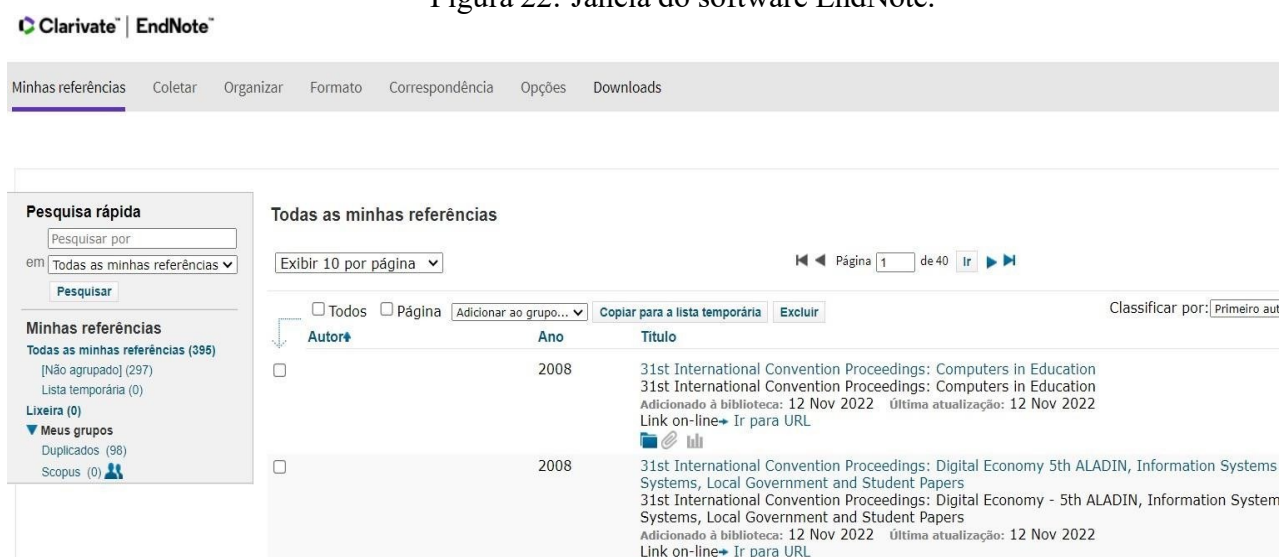 Figura 22: Janela do software EndNote.
Clarivate™ | EndNote™
Minhas referências Coletar Organizar Formato Correspondência Opções Downloads
Pesquisa rápida
Pesquisar por
em Todas as minhas referências
Pesquisar
Minhas referências
Todas as minhas referências (395)
[Não agrupado] (297)
Lista temporária (0)
Lixeira (0)
Meus grupos
Duplicados (98)
Scopus (0)
Todas as minhas referências
Exibir 10 por página
Página 1 de 40 Ir
Todos Página Adicionar ao grupo... Copiar para a lista temporária Excluir
Classificar por: Primeiro aut
Autor Ano Título
2008 31st International Convention Proceedings: Computers in Education
31st International Convention Proceedings: Computers in Education
Adicionado à biblioteca: 12 Nov 2022 Última atualização: 12 Nov 2022
Link on-line Ir para URL
2008 31st International Convention Proceedings: Digital Economy 5th ALADIN, Information Systems
Systems, Local Government and Student Papers
31st International Convention Proceedings: Digital Economy - 5th ALADIN, Information System
Systems, Local Government and Student Papers
Adicionado à biblioteca: 12 Nov 2022 Última atualização: 12 Nov 2022
Link on-line Ir para URL